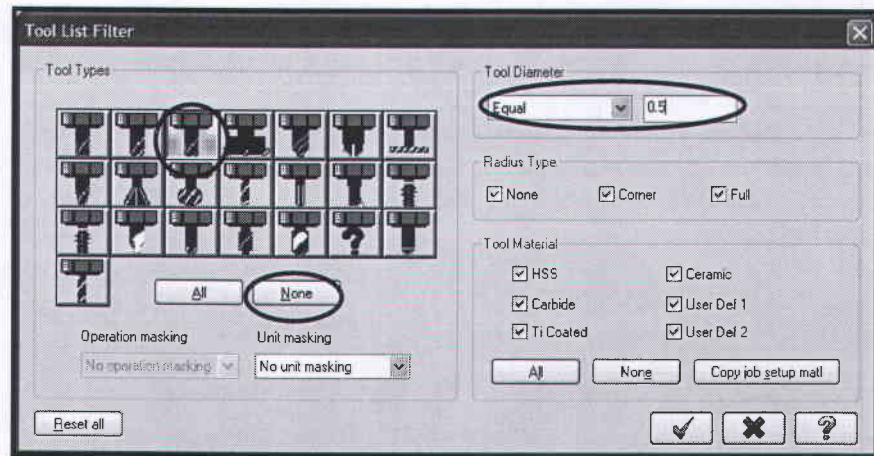 Tool List Filter
Tool Types
All
None
Operation masking
Unit masking
No operation masking
No unit masking
Reset all
Tool Diameter
Equal
0.5
Radius Type
None
Corner
Full
Tool Material
HSS
Ceramic
Carbide
User Def 1
Ti Coated
User Def 2
All
None
Copy job setup matl